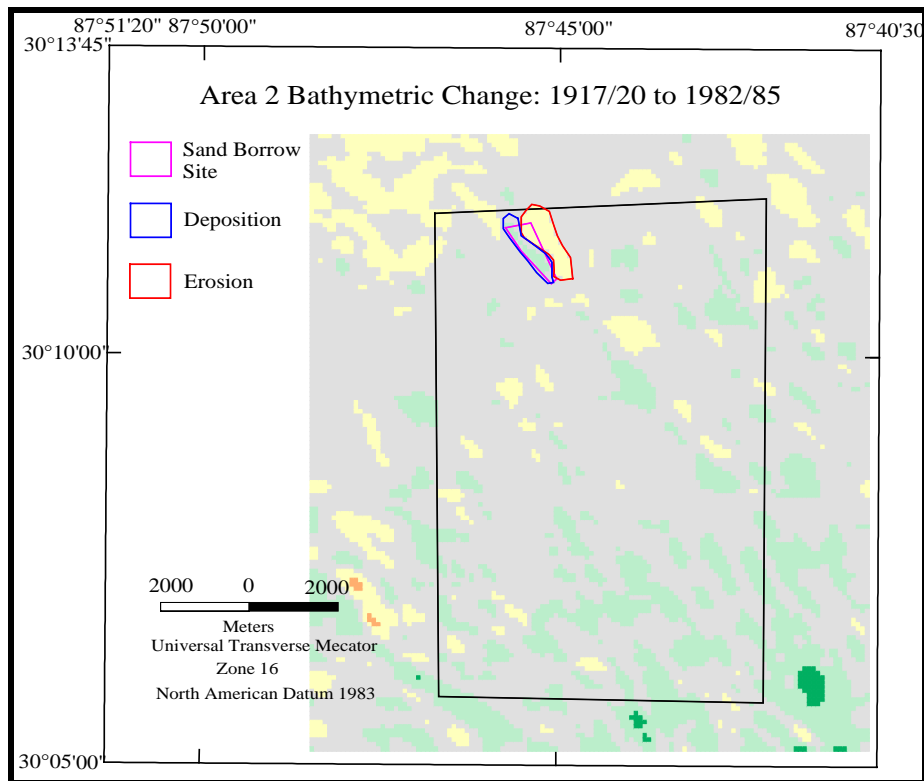 87°51'20" 87°50'00" 87°45'00" 87°40'30
30°13'45"
Area 2 Bathymetric Change: 1917/20 to 1982/85
Sand Borrow
Site
Deposition
Erosion
30°10'00"
2000 0 2000
Meters
Universal Transverse Mecator
Zone 16
North American Datum 1983
30°05'00"